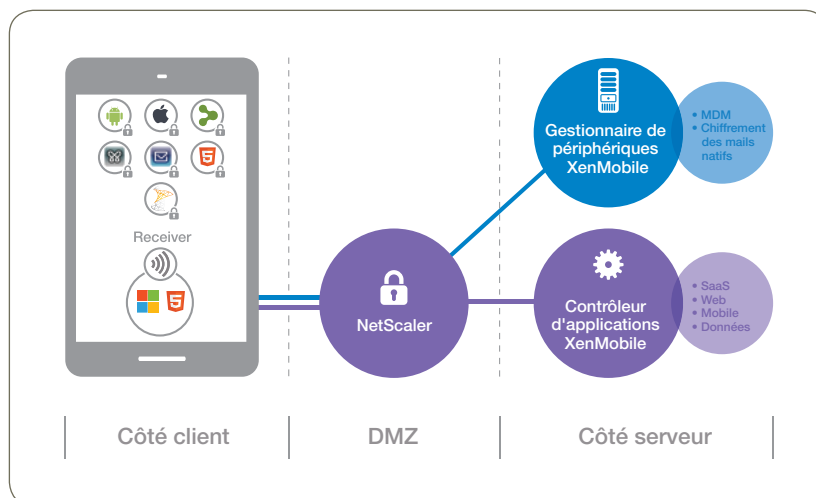 Receiver
NetScaler
Gestionnaire de
périphériques
XenMobile
• MDM
• Chiffrement
des mails
natifs
Contrôleur
d'applications
XenMobile
• SaaS
• Web
• Mobile
• Données
Côté client
DMZ
Côté serveur